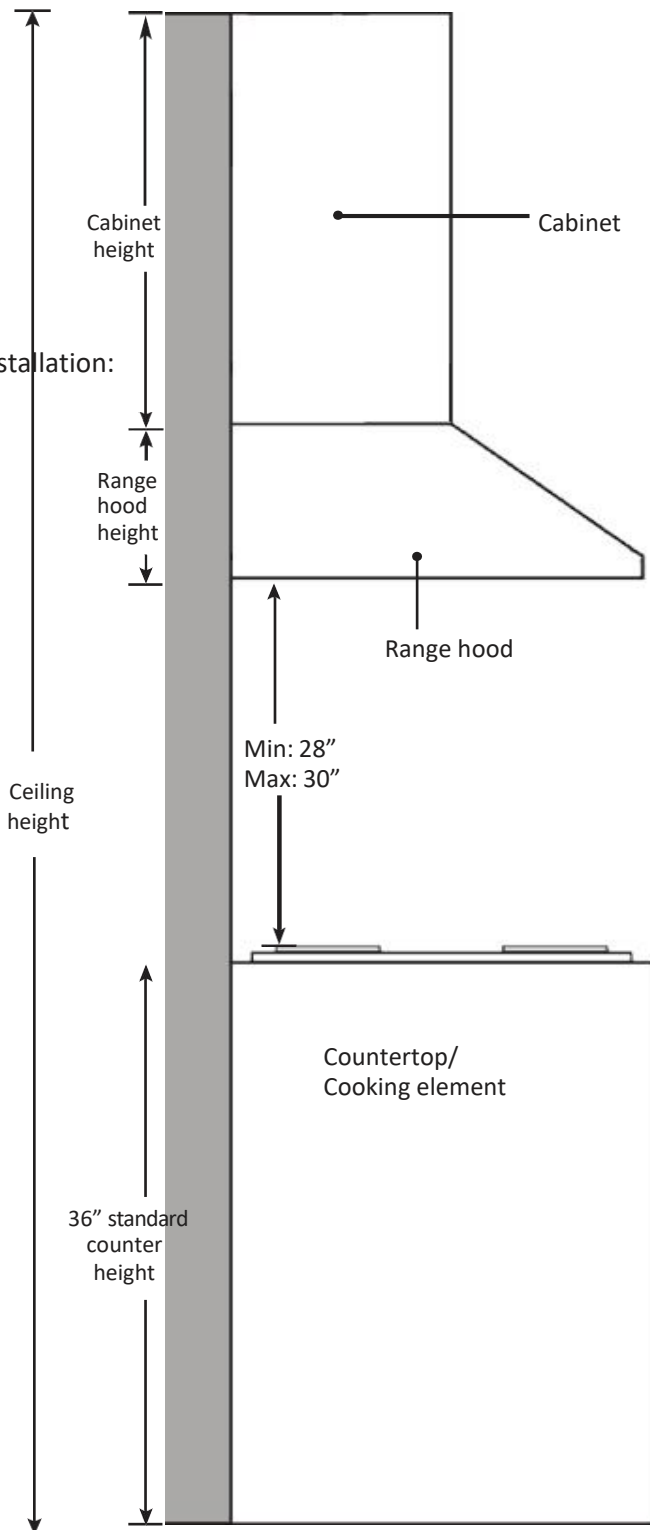 Cabinet
height
Cabinet
stallation:
Range
hood
height
Range hood
Min: 28”
Max: 30”
Ceiling
height
Countertop/
Cooking element
36” standard
counter
height